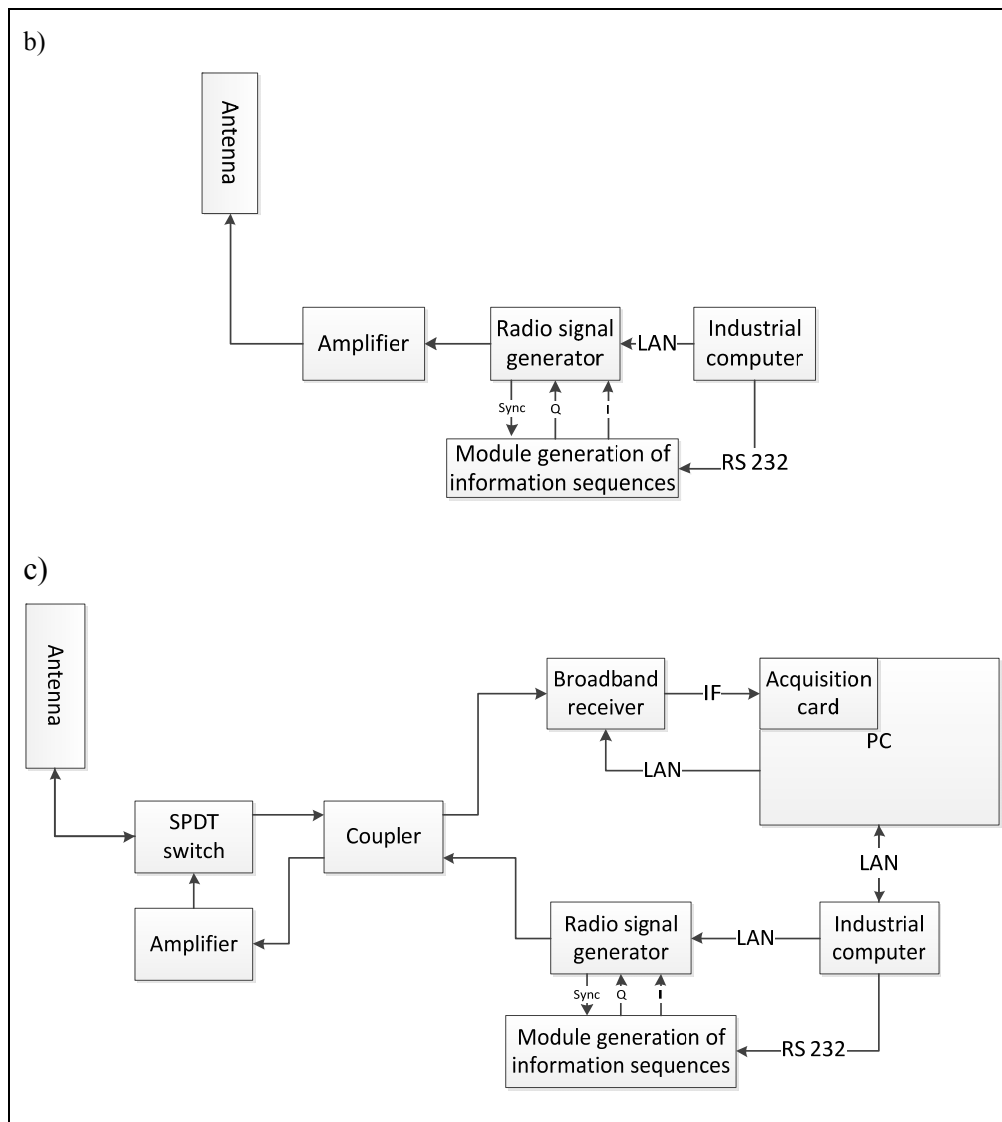 b)
Antenna
Amplifier
Radio signal
generator
LAN
Industrial
computer
Sync
Q
I
Module generation of
information sequences
RS 232
c)
Antenna
Broadband
receiver
IF
Acquisition
card
PC
LAN
SPDT
switch
Coupler
LAN
Amplifier
Radio signal
generator
LAN
Industrial
computer
Sync
Q
I
Module generation of
information sequences
RS 232